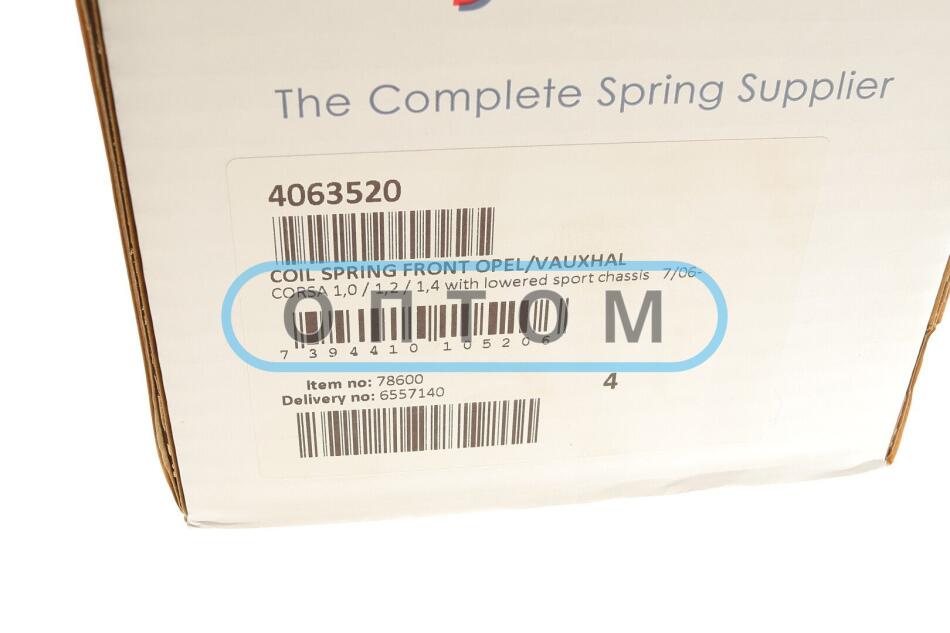 The Complete Spring Supplier
4063520
COIL SPRING FRONT OPEL/VAUXHAL
CORSA 1,0 / 1,2 / 1,4 with lowered sport chassis 7/06-
ОПТОМ
7 394410 105206
Item no: 78600
4
Delivery no: 6557140